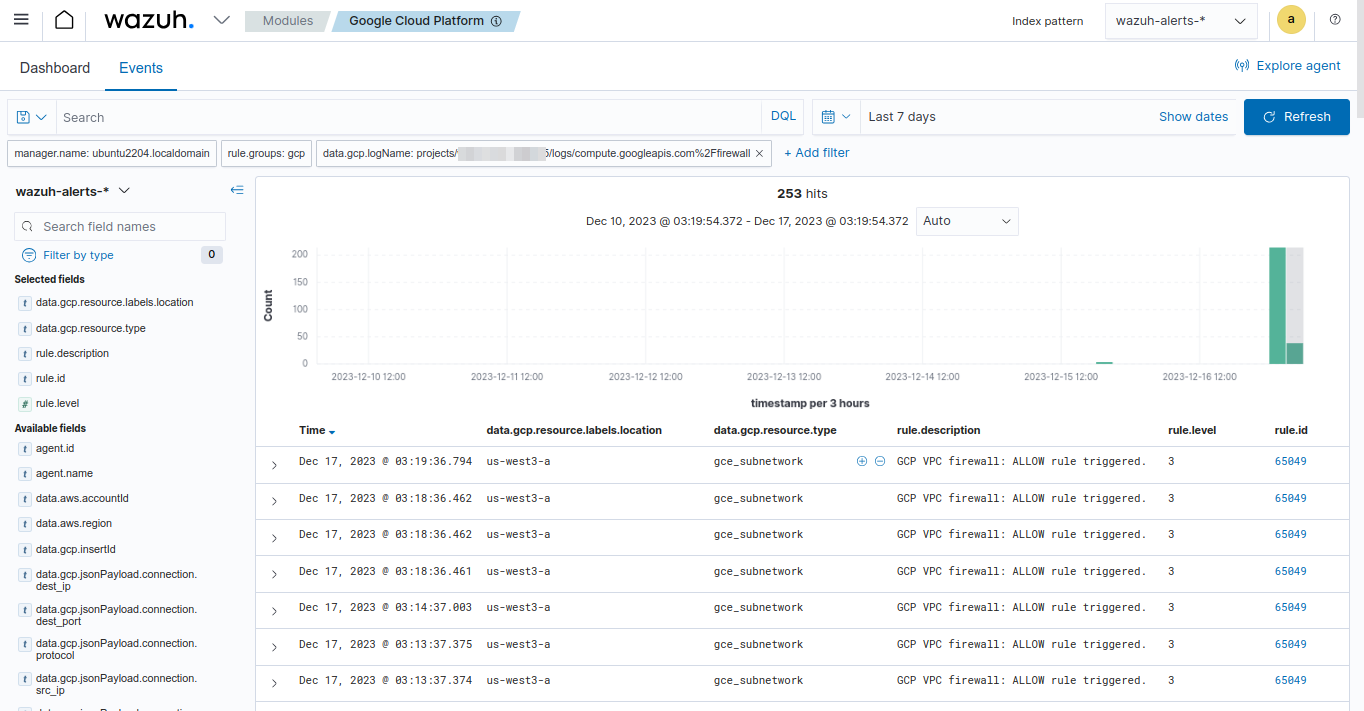 wazuh. Modules Google Cloud Platform Index pattern wazuh-alerts-* a
Dashboard Events Explore agent
Search DQL Last 7 days Show dates Refresh
manager.name: ubuntu2204.localdomain rule.groups: gcp data.gcp.logName: projects/ /logs/compute.googleapis.com%2Ffirewall × + Add filter
wazuh-alerts-*
Search field names
Filter by type 0
Selected fields
t data.gcp.resource.labels.location
t data.gcp.resource.type
t rule.description
t rule.id
# rule.level
Available fields
t agent.id
t agent.name
t data.aws.accountId
t data.aws.region
t data.gcp.insertId
t data.gcp.jsonPayload.connection.
dest_ip
t data.gcp.jsonPayload.connection.
dest_port
t data.gcp.jsonPayload.connection.
protocol
t data.gcp.jsonPayload.connection.
src_ip
253 hits
Dec 10, 2023 @ 03:19:54.372 - Dec 17, 2023 @ 03:19:54.372 Auto
Count
200
150
100
50
0
2023-12-10 12:00 2023-12-11 12:00 2023-12-12 12:00 2023-12-13 12:00 2023-12-14 12:00 2023-12-15 12:00 2023-12-16 12:00
timestamp per 3 hours
Time data.gcp.resource.labels.location data.gcp.resource.type rule.description rule.level rule.id
Dec 17, 2023 @ 03:19:36.794 us-west3-a gce_subnetwork GCP VPC firewall: ALLOW rule triggered. 3 65049
Dec 17, 2023 @ 03:18:36.462 us-west3-a gce_subnetwork GCP VPC firewall: ALLOW rule triggered. 3 65049
Dec 17, 2023 @ 03:18:36.462 us-west3-a gce_subnetwork GCP VPC firewall: ALLOW rule triggered. 3 65049
Dec 17, 2023 @ 03:18:36.461 us-west3-a gce_subnetwork GCP VPC firewall: ALLOW rule triggered. 3 65049
Dec 17, 2023 @ 03:14:37.003 us-west3-a gce_subnetwork GCP VPC firewall: ALLOW rule triggered. 3 65049
Dec 17, 2023 @ 03:13:37.375 us-west3-a gce_subnetwork GCP VPC firewall: ALLOW rule triggered. 3 65049
Dec 17, 2023 @ 03:13:37.374 us-west3-a gce_subnetwork GCP VPC firewall: ALLOW rule triggered. 3 65049